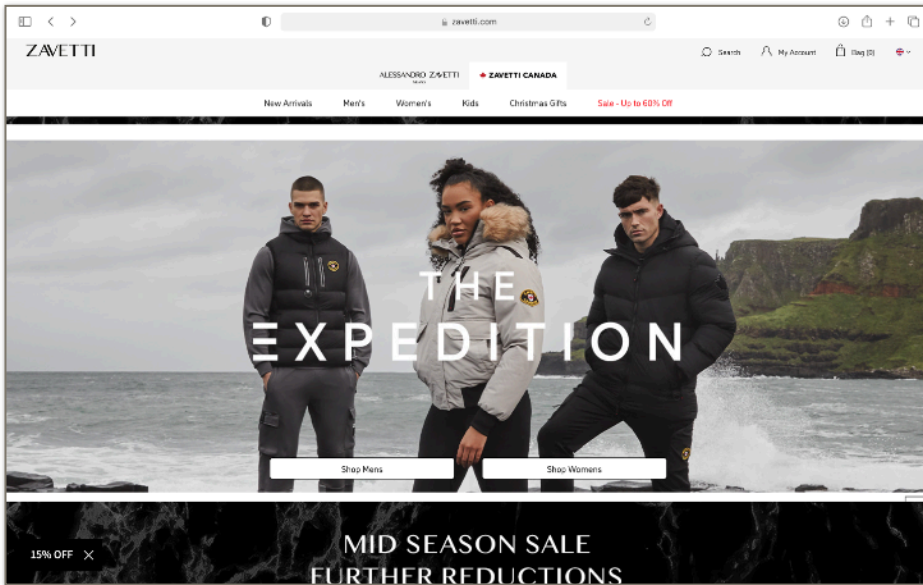 zavetti.com
ZAVETTI
Search
My Account
Bag (0)
ALESSANDRO ZAVETTI
ZAVETTI CANADA
New Arrivals
Men's
Women's
Kids
Christmas Gifts
Sale - Up to 60% Off
THE
EXPEDITION
Shop Mens
Shop Womens
MID SEASON SALE
FURTHER REDUCTIONS
15% OFF